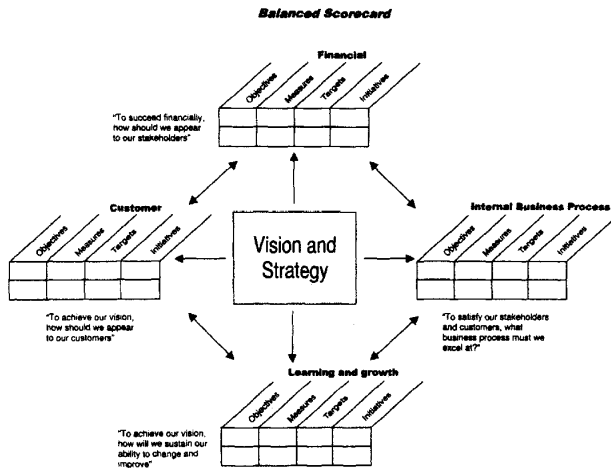 Balanced Scorecard
Financial
Objectives
Measures
Targets
Initiatives
"To succeed financially,
how should we appear
to our stakeholders"
Customer
Objectives
Measures
Targets
Initiatives
"To achieve our vision,
how should we appear
to our customers"
Vision and
Strategy
Internal Business Process
Objectives
Measures
Targets
Initiatives
"To satisfy our stakeholders
and customers, what
business process must we
excel at?"
Learning and growth
Objectives
Measures
Targets
Initiatives
"To achieve our vision,
how will we sustain our
ability to change and
improve"